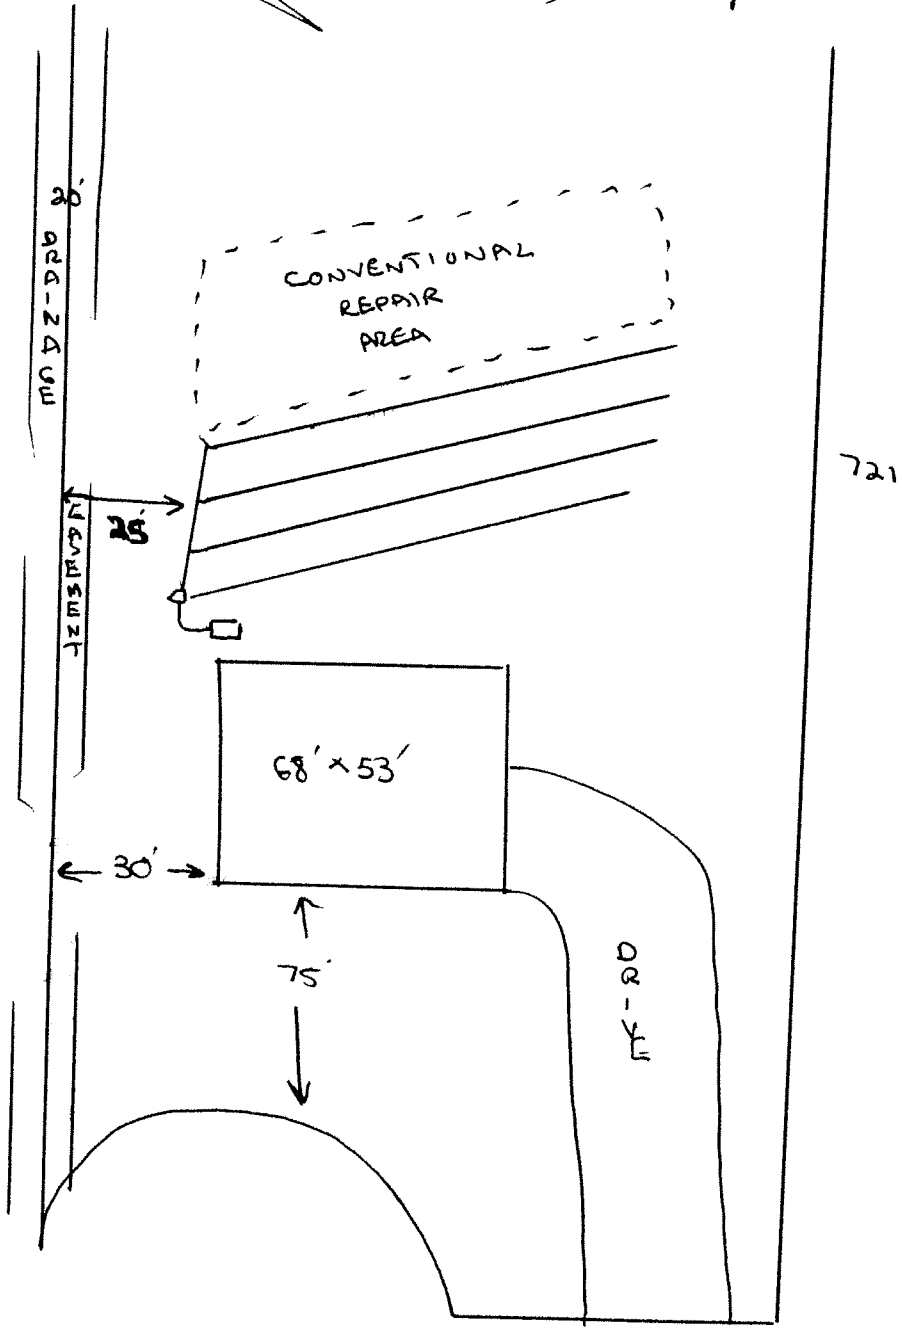 20'
DRAINAGE
EASEMENT
CONVENTIONAL
REPAIR
AREA
721
25'
68' x 53'
30'
75'
DRIVE